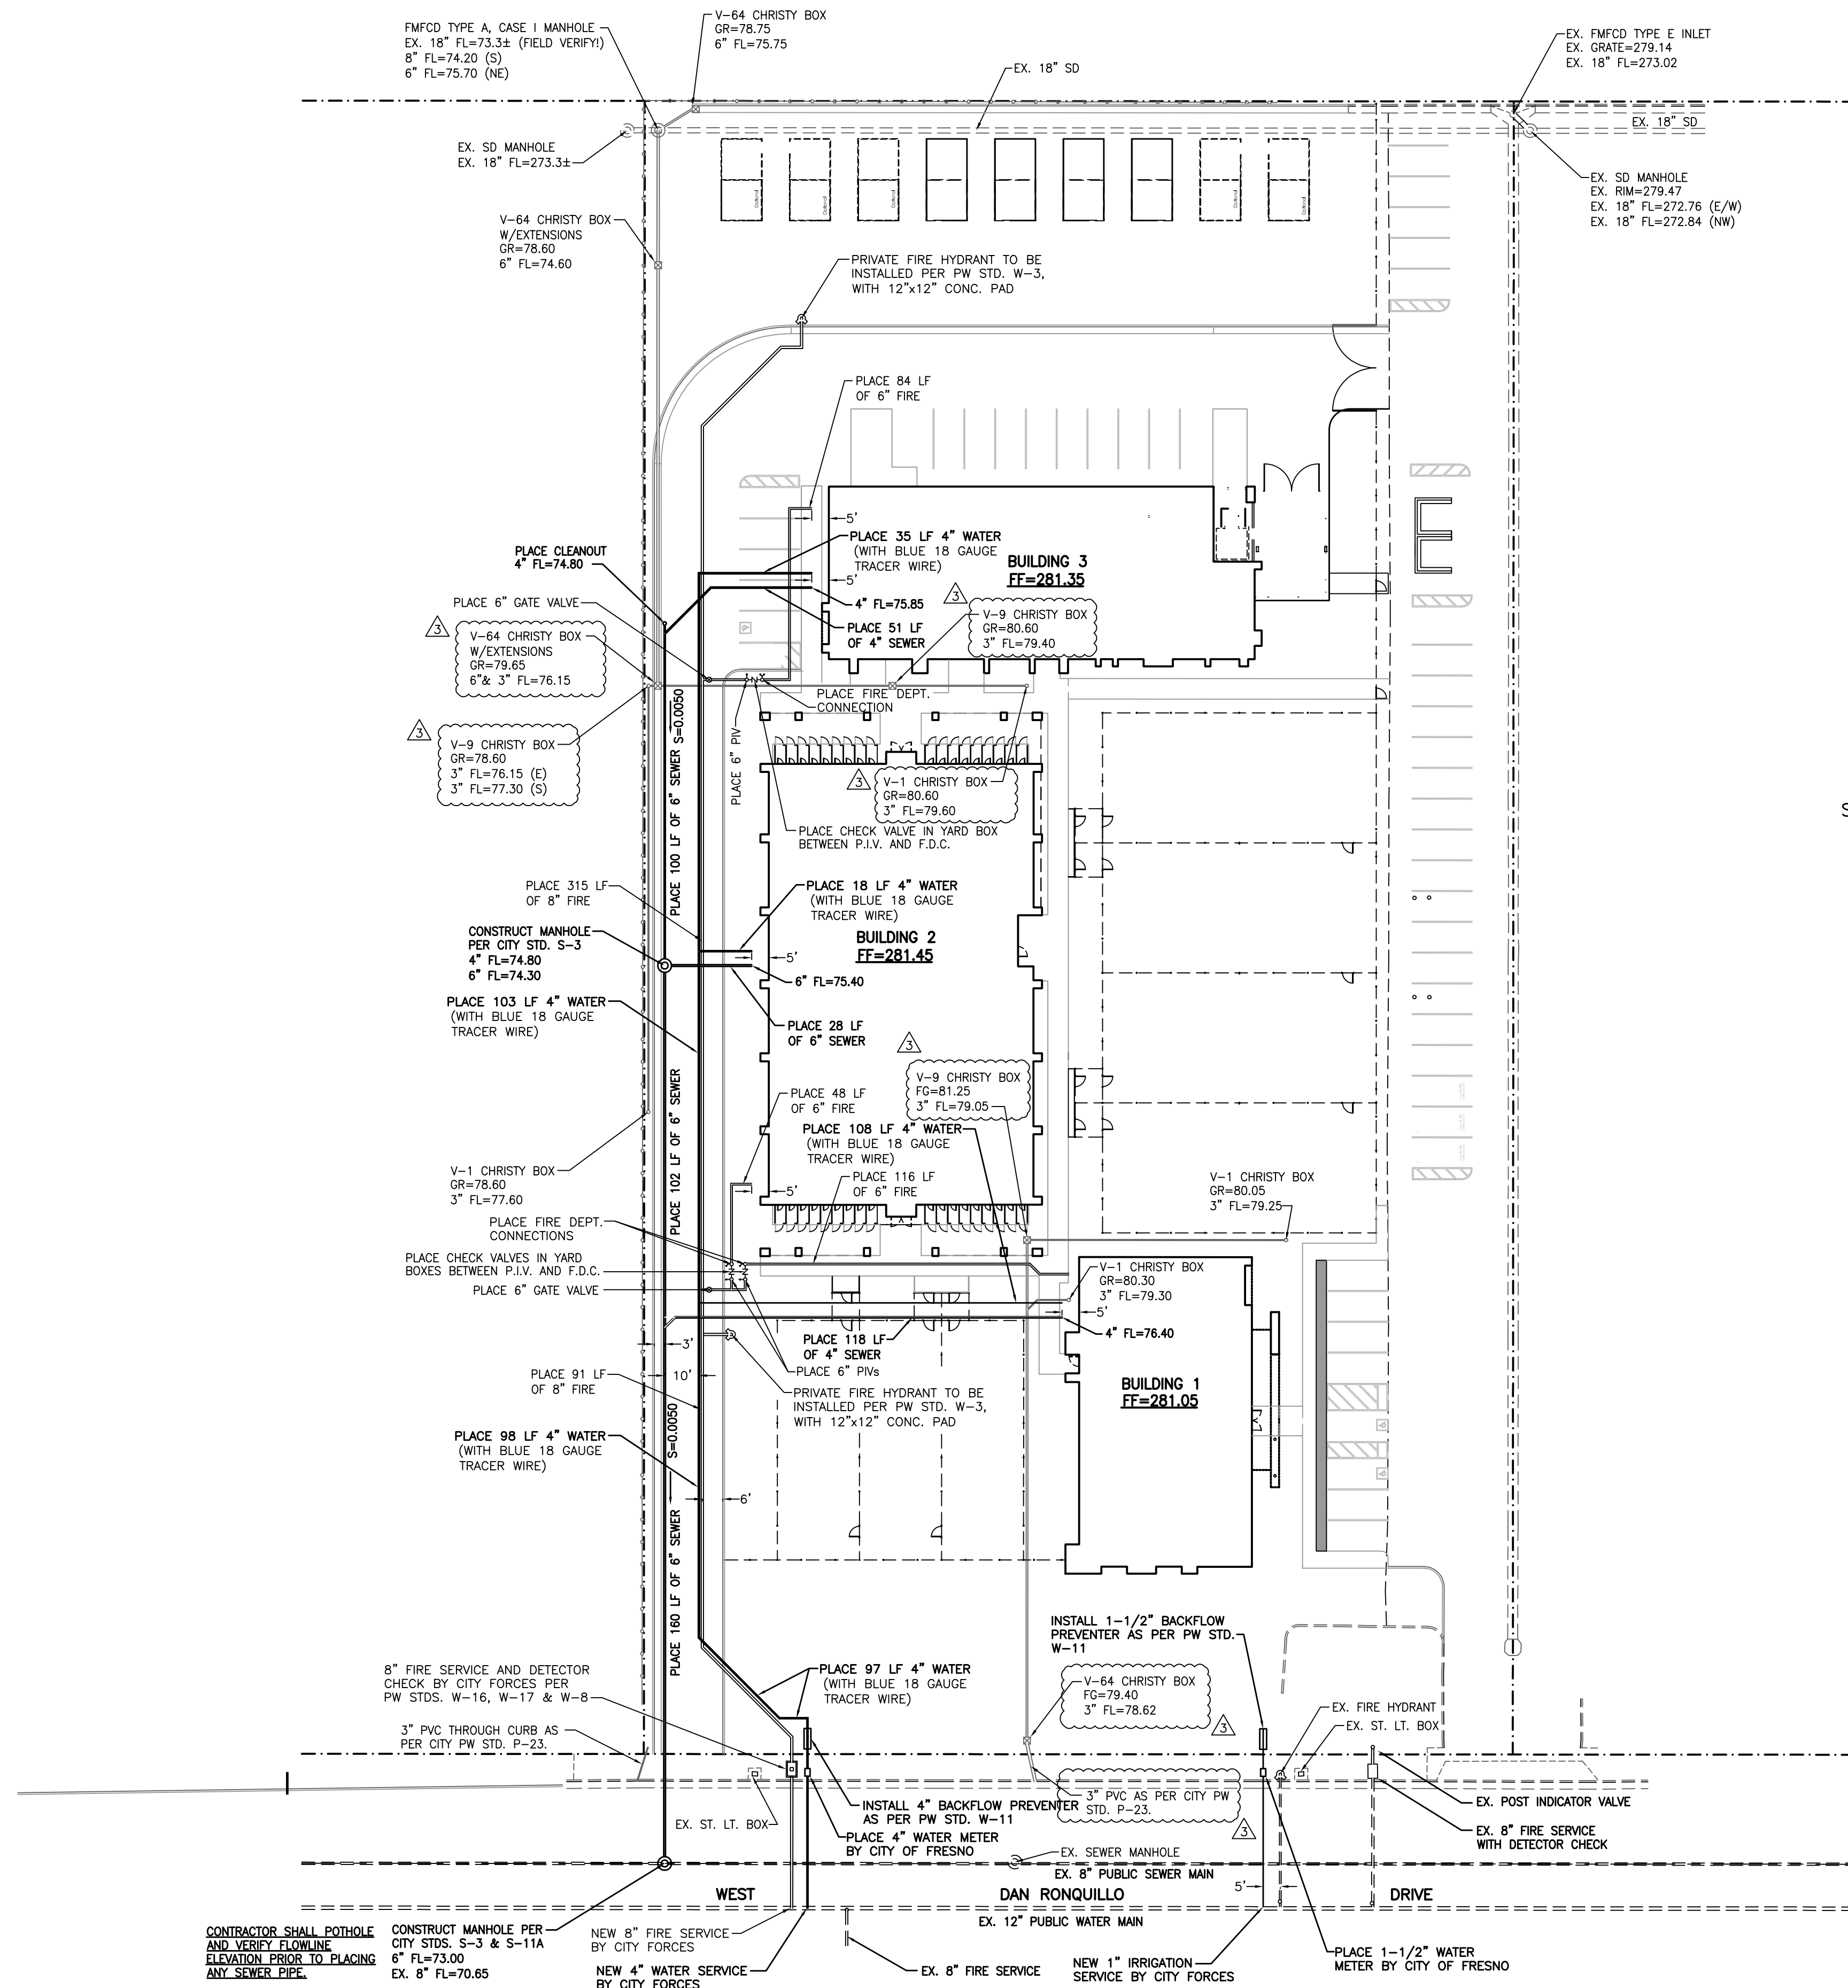 FMFCD TYPE A, CASE I MANHOLE
EX. 18" FL=73.3± (FIELD VERIFY!)
8" FL=74.20 (S)
6" FL=75.70 (NE)
V-64 CHRISTY BOX
GR=78.75
6" FL=75.75
EX. 18" SD
EX. FMFCD TYPE E INLET
EX. GRATE=279.14
EX. 18" FL=273.02
EX. 18" SD
EX. SD MANHOLE
EX. 18" FL=273.3±
EX. SD MANHOLE
EX. RIM=279.47
EX. 18" FL=272.76 (E/W)
EX. 18" FL=272.84 (NW)
Optional
Optional
Optional
Optional
Optional
V-64 CHRISTY BOX
W/EXTENSIONS
GR=78.60
6" FL=74.60
PRIVATE FIRE HYDRANT TO BE
INSTALLED PER PW STD. W-3,
WITH 12"x12" CONC. PAD
PLACE 84 LF
OF 6" FIRE
5'
PLACE 35 LF 4" WATER
(WITH BLUE 18 GAUGE
TRACER WIRE)
5'
BUILDING 3
FF=281.35
PLACE CLEANOUT
4" FL=74.80
PLACE 6" GATE VALVE
4" FL=75.85
PLACE 51 LF
OF 4" SEWER
3
V-9 CHRISTY BOX
GR=80.60
3" FL=79.40
3
V-64 CHRISTY BOX
W/EXTENSIONS
GR=79.65
6"& 3" FL=76.15
PLACE FIRE DEPT.
CONNECTION
3
V-9 CHRISTY BOX
GR=78.60
3" FL=76.15 (E)
3" FL=77.30 (S)
S=0.0050
PLACE 100 LF OF 6" SEWER
PLACE 6" PIV
3
V-1 CHRISTY BOX
GR=80.60
3" FL=79.60
S
PLACE CHECK VALVE IN YARD BOX
BETWEEN P.I.V. AND F.D.C.
PLACE 315 LF
OF 8" FIRE
PLACE 18 LF 4" WATER
(WITH BLUE 18 GAUGE
TRACER WIRE)
BUILDING 2
FF=281.45
CONSTRUCT MANHOLE
PER CITY STD. S-3
4" FL=74.80
6" FL=74.30
5'
6" FL=75.40
PLACE 103 LF 4" WATER
(WITH BLUE 18 GAUGE
TRACER WIRE)
PLACE 28 LF
OF 6" SEWER
3
V-9 CHRISTY BOX
FG=81.25
3" FL=79.05
PLACE 48 LF
OF 6" FIRE
PLACE 102 LF OF 6" SEWER
PLACE 108 LF 4" WATER
(WITH BLUE 18 GAUGE
TRACER WIRE)
V-1 CHRISTY BOX
GR=78.60
3" FL=77.60
PLACE 116 LF
OF 6" FIRE
5'
V-1 CHRISTY BOX
GR=80.05
3" FL=79.25
PLACE FIRE DEPT.
CONNECTIONS
PLACE CHECK VALVES IN YARD
BOXES BETWEEN P.I.V. AND F.D.C.
PLACE 6" GATE VALVE
V-1 CHRISTY BOX
GR=80.30
3" FL=79.30
5'
4" FL=76.40
3'
PLACE 118 LF
OF 4" SEWER
PLACE 6" PIVs
PLACE 91 LF
OF 8" FIRE
10'
PRIVATE FIRE HYDRANT TO BE
INSTALLED PER PW STD. W-3,
WITH 12"x12" CONC. PAD
BUILDING 1
FF=281.05
PLACE 98 LF 4" WATER
(WITH BLUE 18 GAUGE
TRACER WIRE)
S=0.0050
6'
PLACE 160 LF OF 6" SEWER
INSTALL 1-1/2" BACKFLOW
PREVENTER AS PER PW STD.
W-11
8" FIRE SERVICE AND DETECTOR
CHECK BY CITY FORCES PER
PW STDS. W-16, W-17 & W-8
PLACE 97 LF 4" WATER
(WITH BLUE 18 GAUGE
TRACER WIRE)
V-64 CHRISTY BOX
FG=79.40
3" FL=78.62
3
EX. FIRE HYDRANT
EX. ST. LT. BOX
3" PVC THROUGH CURB AS
PER CITY PW STD. P-23.
INSTALL 4" BACKFLOW PREVENTER
AS PER PW STD. W-11
3" PVC AS PER CITY PW
STD. P-23.
3
EX. POST INDICATOR VALVE
EX. ST. LT. BOX
PLACE 4" WATER METER
BY CITY OF FRESNO
EX. 8" FIRE SERVICE
WITH DETECTOR CHECK
EX. SEWER MANHOLE
EX. 8" PUBLIC SEWER MAIN
5'
WEST DAN RONQUILLO DRIVE
EX. 12" PUBLIC WATER MAIN
CONTRACTOR SHALL POTHOLE
AND VERIFY FLOWLINE
ELEVATION PRIOR TO PLACING
ANY SEWER PIPE.
CONSTRUCT MANHOLE PER
CITY STDS. S-3 & S-11A
6" FL=73.00
EX. 8" FL=70.65
NEW 8" FIRE SERVICE
BY CITY FORCES
NEW 4" WATER SERVICE
BY CITY FORCES
EX. 8" FIRE SERVICE
NEW 1" IRRIGATION
SERVICE BY CITY FORCES
PLACE 1-1/2" WATER
METER BY CITY OF FRESNO